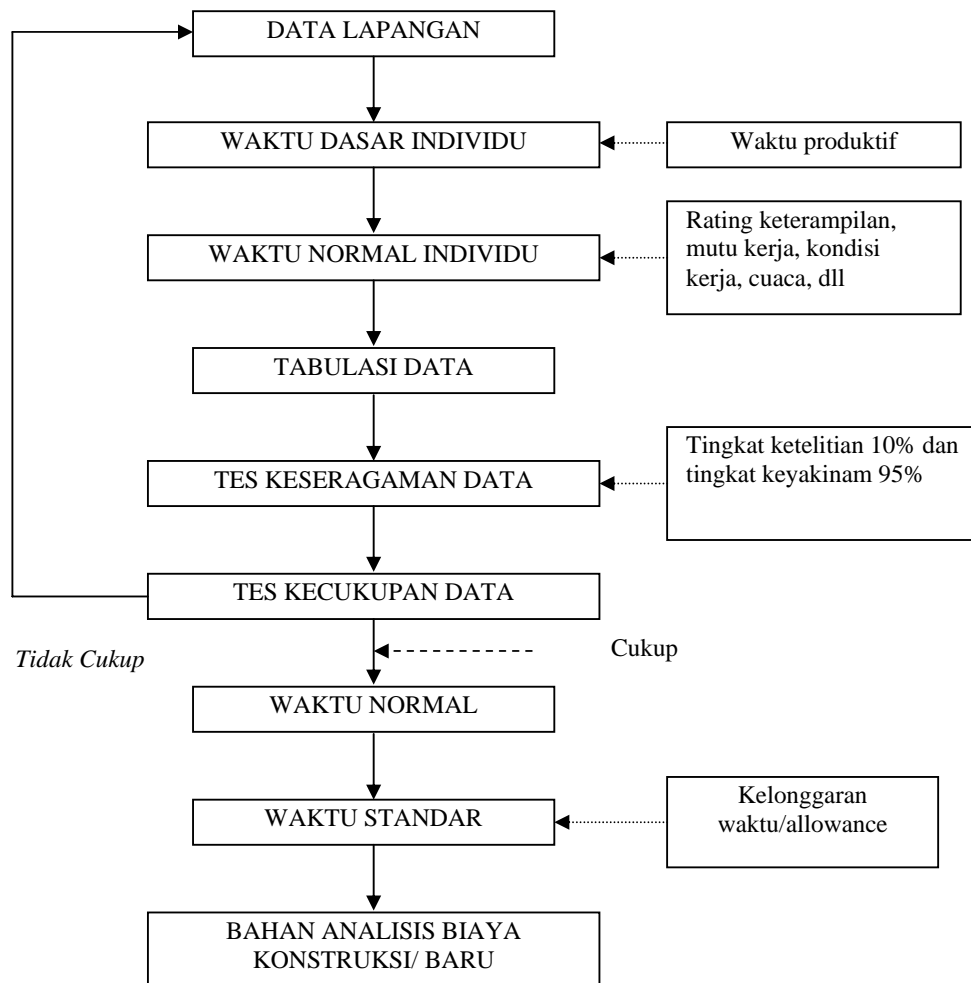 DATA LAPANGAN
WAKTU DASAR INDIVIDU
Waktu produktif
WAKTU NORMAL INDIVIDU
Rating keterampilan,
mutu kerja, kondisi
kerja, cuaca, dll
TABULASI DATA
TES KESERAGAMAN DATA
Tingkat ketelitian 10% dan
tingkat keyakinam 95%
TES KECUKUPAN DATA
Tidak Cukup
Cukup
WAKTU NORMAL
WAKTU STANDAR
Kelonggaran
waktu/allowance
BAHAN ANALISIS BIAYA
KONSTRUKSI/ BARU